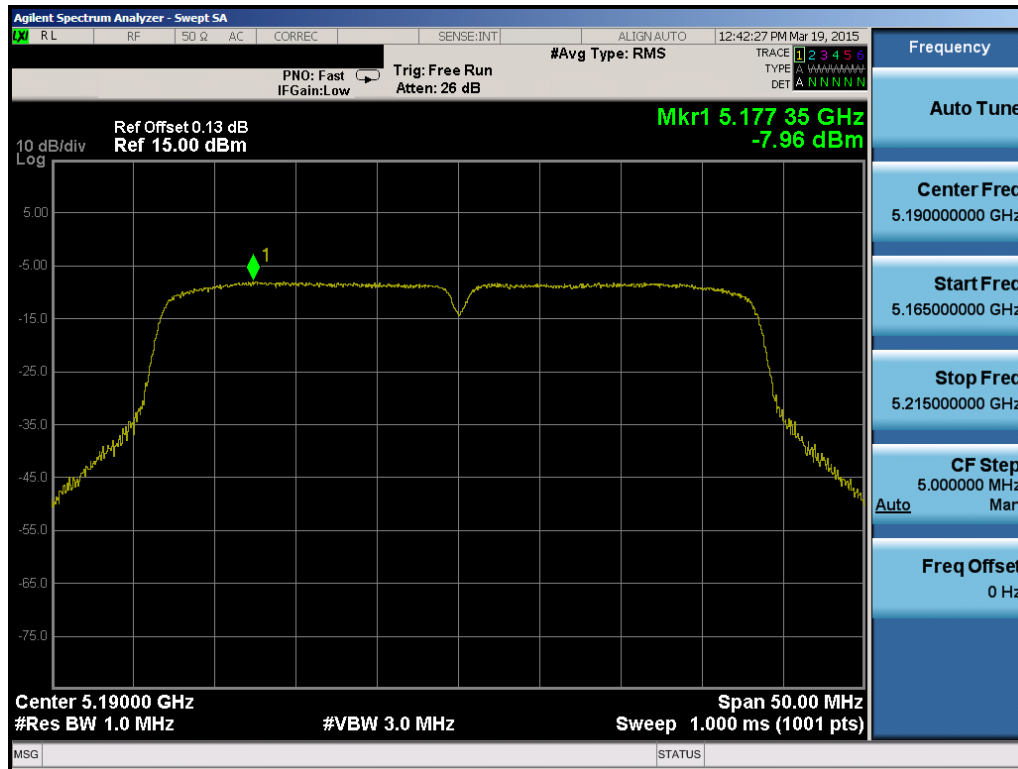 Agilent Spectrum Analyzer - Swept SA
LXI RL RF 50 Ω AC CORREC SENSE:INT ALIGN AUTO 12:42:27 PM Mar 19, 2015
#Avg Type: RMS TRACE 1 2 3 4 5 6
PNO: Fast Trig: Free Run TYPE A WWWWW
IFGain:Low Atten: 26 dB DET A N N N N N
Frequency
Auto Tune
Center Freq
5.190000000 GHz
Start Freq
5.165000000 GHz
Stop Freq
5.215000000 GHz
CF Step
5.000000 MHz
Auto Man
Freq Offset
0 Hz
Mkr1 5.177 35 GHz
-7.96 dBm
Ref Offset 0.13 dB
10 dB/div Ref 15.00 dBm
Log
1
5.00
-5.00
-15.0
-25.0
-35.0
-45.0
-55.0
-65.0
-75.0
Center 5.19000 GHz Span 50.00 MHz
#Res BW 1.0 MHz #VBW 3.0 MHz Sweep 1.000 ms (1001 pts)
MSG STATUS